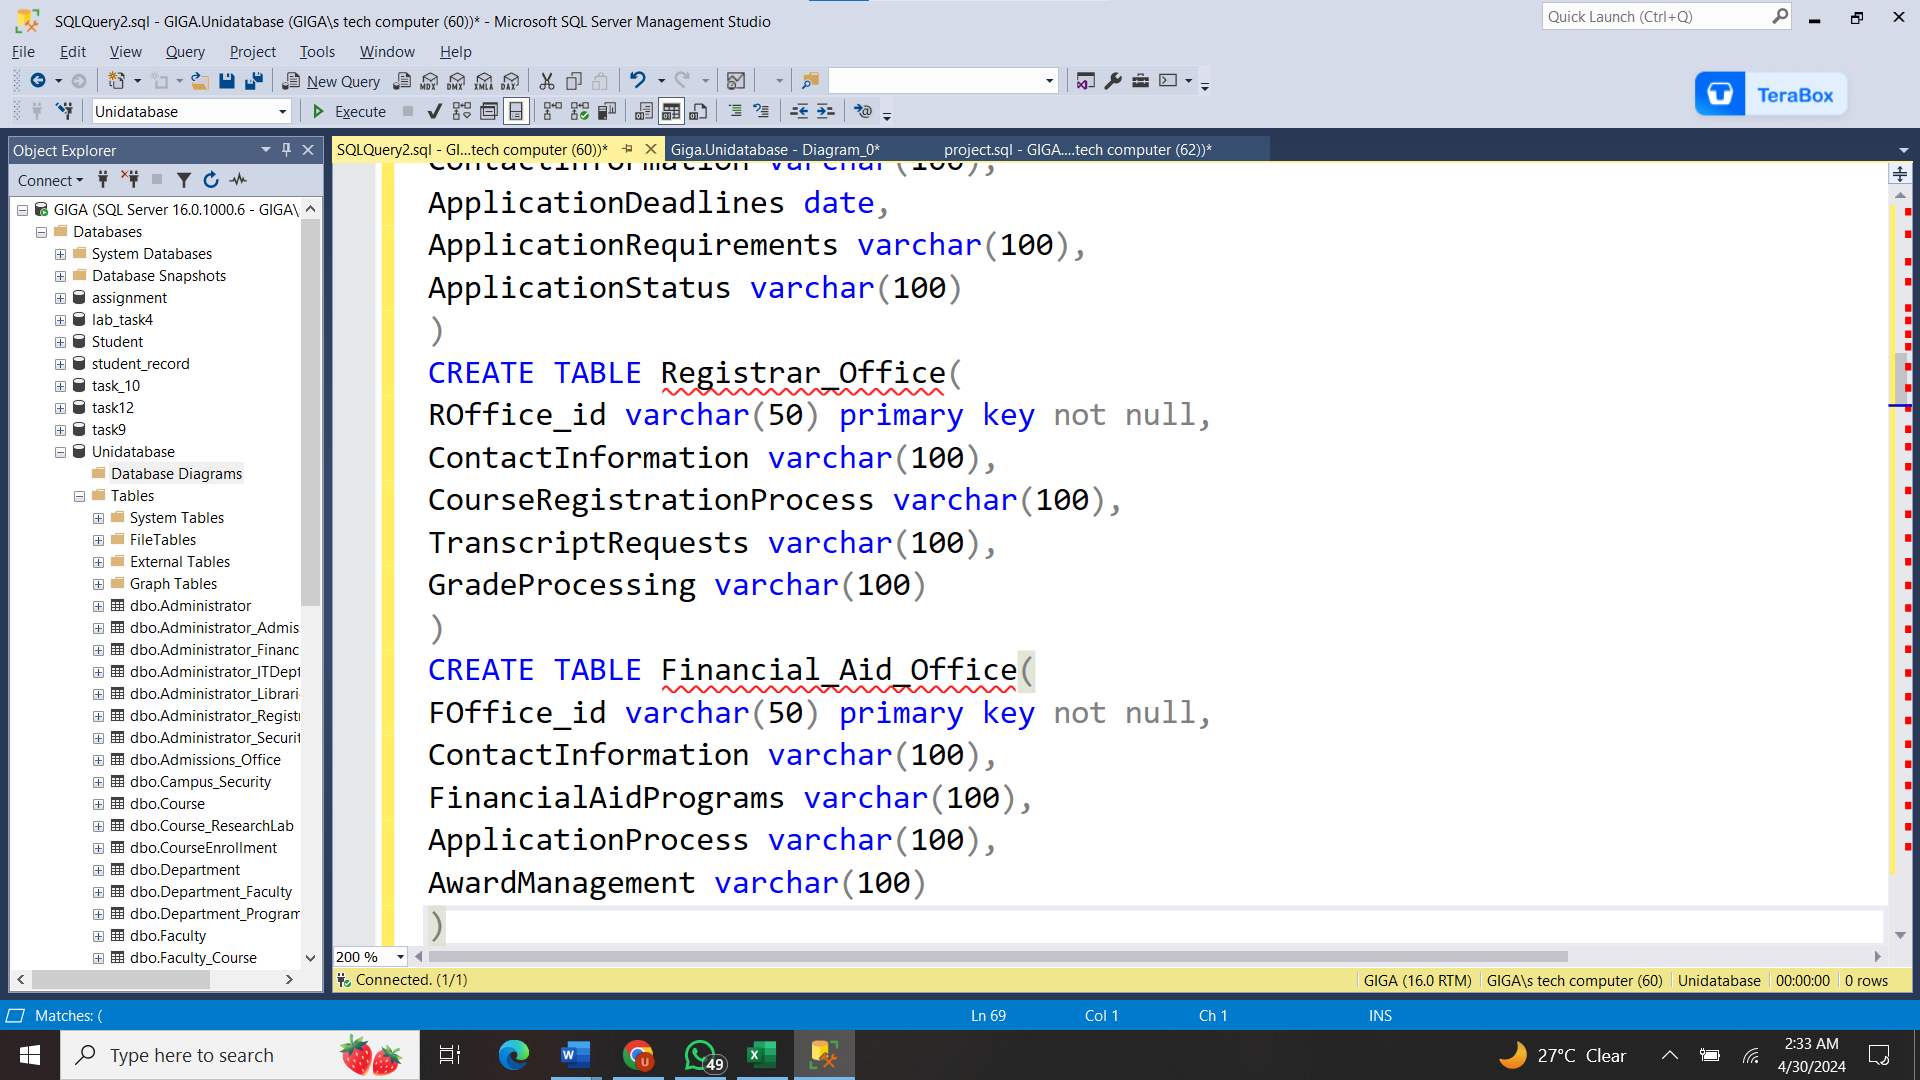 SQLQuery2.sql - GIGA.Unidatabase (GIGA\s tech computer (60))* - Microsoft SQL Server Management Studio
Quick Launch (Ctrl+Q)
File Edit View Query Project Tools Window Help
New Query MDX DMX XMLA DAX
TeraBox
Unidatabase Execute
Object Explorer
SQLQuery2.sql - GI...tech computer (60))*
Giga.Unidatabase - Diagram_0*
project.sql - GIGA....tech computer (62))*
Connect
GIGA (SQL Server 16.0.1000.6 - GIGA\
Databases
System Databases
Database Snapshots
assignment
lab_task4
Student
student_record
task_10
task12
task9
Unidatabase
Database Diagrams
Tables
System Tables
FileTables
External Tables
Graph Tables
dbo.Administrator
dbo.Administrator_Admis
dbo.Administrator_Financ
dbo.Administrator_ITDept
dbo.Administrator_Librari
dbo.Administrator_Registr
dbo.Administrator_Securit
dbo.Admissions_Office
dbo.Campus_Security
dbo.Course
dbo.Course_ResearchLab
dbo.CourseEnrollment
dbo.Department
dbo.Department_Faculty
dbo.Department_Program
dbo.Faculty
dbo.Faculty_Course
ContactInformation varchar(100),
ApplicationDeadlines date,
ApplicationRequirements varchar(100),
ApplicationStatus varchar(100)
)
CREATE TABLE Registrar_Office(
ROffice_id varchar(50) primary key not null,
ContactInformation varchar(100),
CourseRegistrationProcess varchar(100),
TranscriptRequests varchar(100),
GradeProcessing varchar(100)
)
CREATE TABLE Financial_Aid_Office(
FOffice_id varchar(50) primary key not null,
ContactInformation varchar(100),
FinancialAidPrograms varchar(100),
ApplicationProcess varchar(100),
AwardManagement varchar(100)
)
200 %
Connected. (1/1)
GIGA (16.0 RTM) GIGA\s tech computer (60) Unidatabase 00:00:00 0 rows
Matches: (
Ln 69 Col 1 Ch 1 INS
Type here to search
49
27°C Clear
2:33 AM
4/30/2024